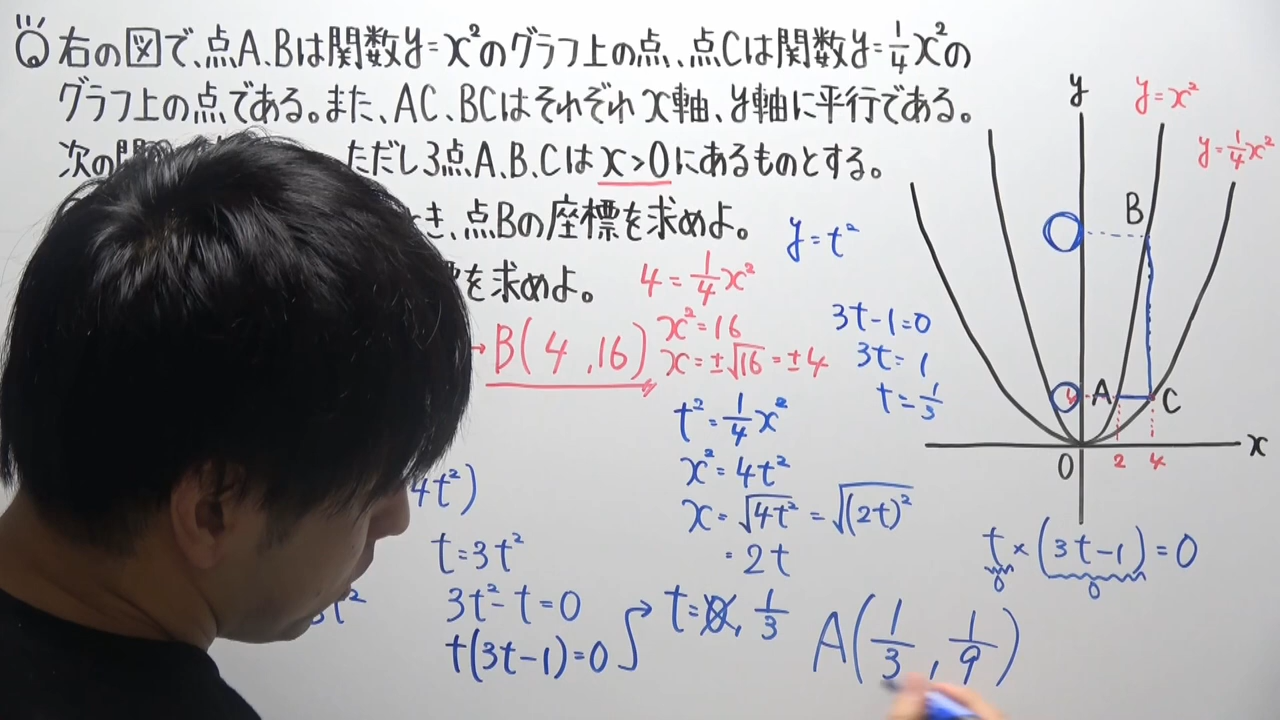 Q 右の図で、点A、Bは関数y=x²のグラフ上の点、点Cは関数y=1/4x²の
グラフ上の点である。また、AC、BCはそれぞれx軸、y軸に平行である。
次の ただし3点A、B、Cはx>0にあるものとする。
き、点Bの座標を求めよ。
を求めよ。
y=t²
4=1/4x²
x²=16
x=±√16=±4
→B(4,16)
3t-1=0
3t=1
t=1/3
t²=1/4x²
x²=4t²
x=√4t²=√(2t)²
=2t
4t²)
t=3t²
3t²-t=0
t(3t-1)=0
t=0,1/3
A(1/3,1/9)
t×(3t-1)=0
0 0
y
y=x²
y=1/4x²
B
4
A
C
O
2
4
x